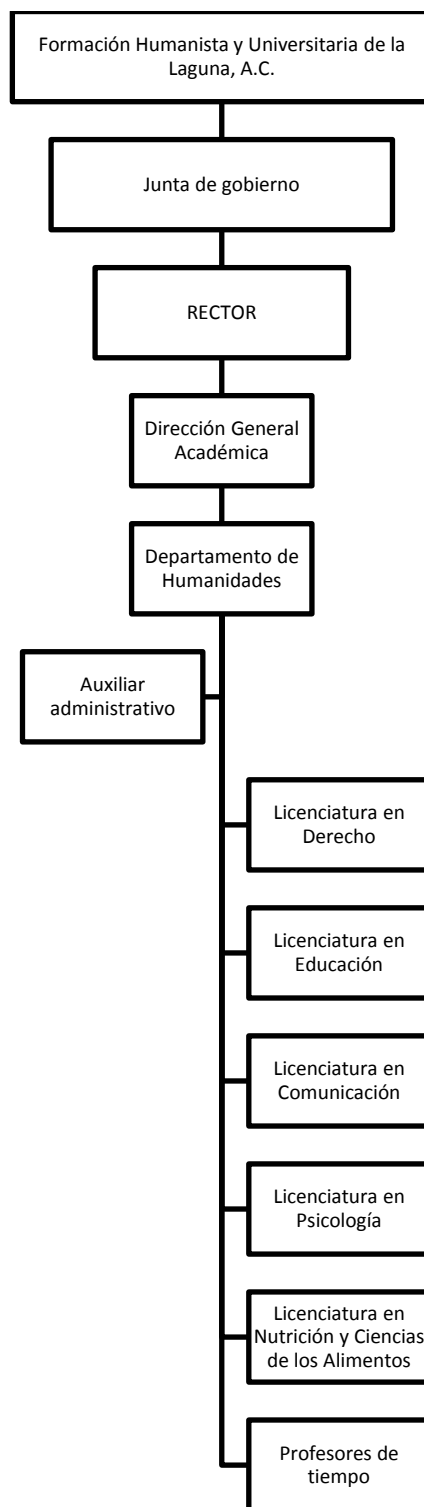 Formación Humanista y Universitaria de la
Laguna, A.C.
Junta de gobierno
RECTOR
Dirección General
Académica
Departamento de
Humanidades
Auxiliar
administrativo
Licenciatura en
Derecho
Licenciatura en
Educación
Licenciatura en
Comunicación
Licenciatura en
Psicología
Licenciatura en
Nutrición y Ciencias
de los Alimentos
Profesores de
tiempo